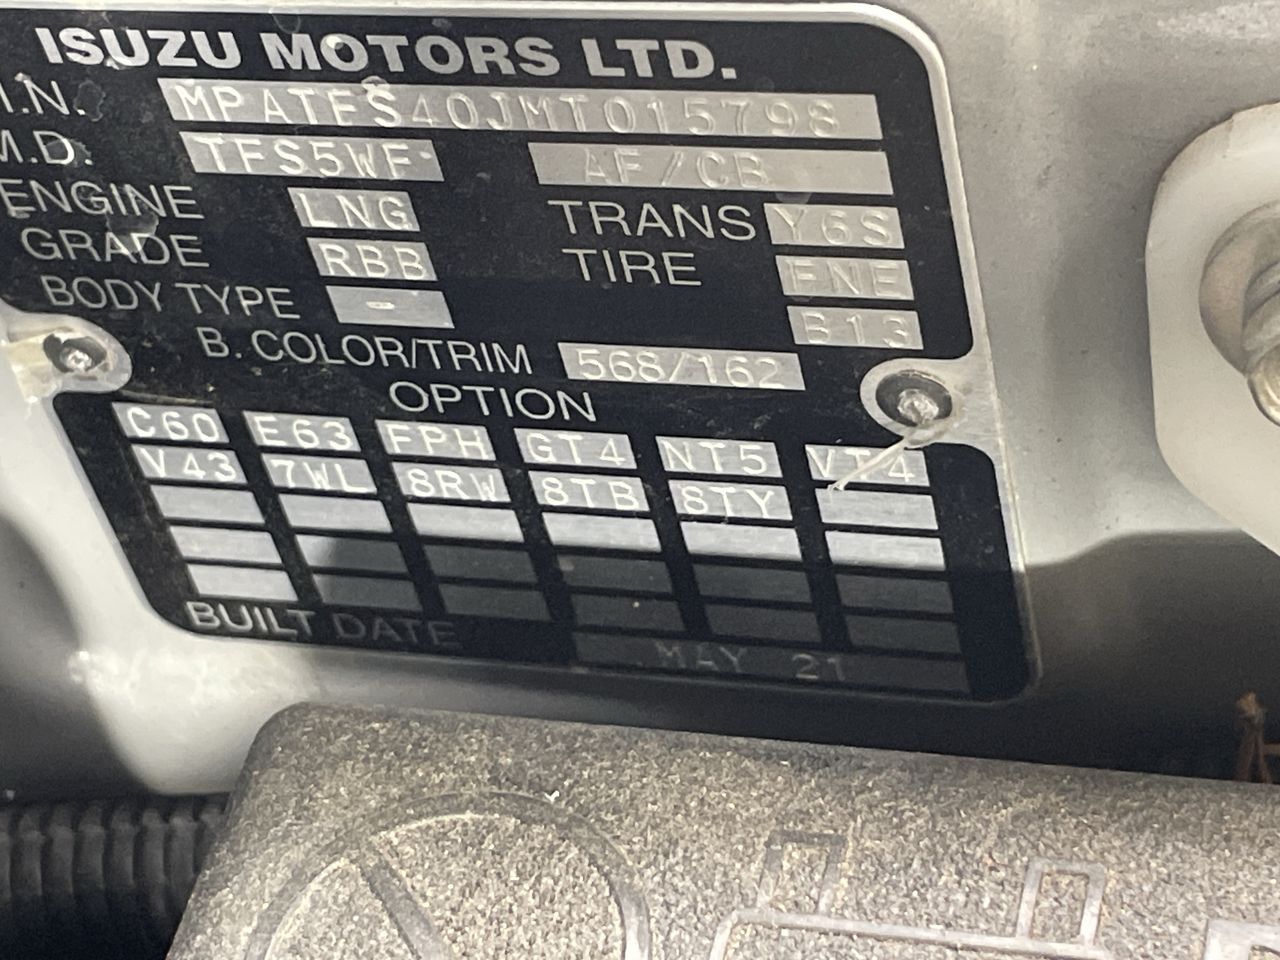 ISUZU MOTORS LTD.
I.N. MPATFS40JMT015798
M.D. TFS5WF- AF/CB
ENGINE LNG TRANS Y6S
GRADE RBB TIRE ENE
BODY TYPE - B13
B. COLOR/TRIM 568/162
OPTION
C60 E63 FPH GT4 NT5 VT4
V43 7WL 8RW 8TB 8TY
BUILT DATE MAY 21